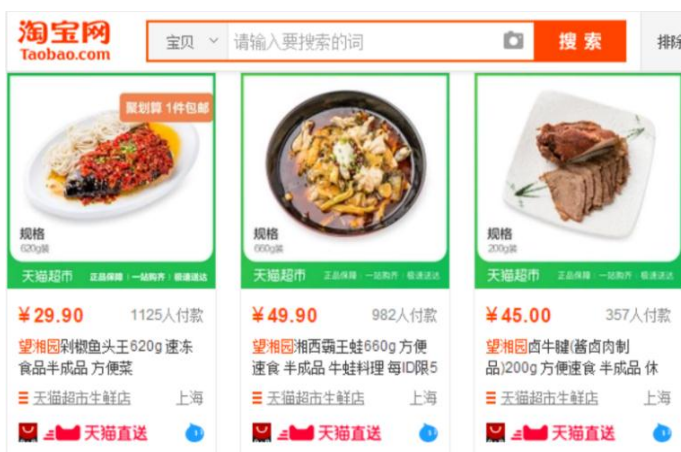 淘宝网
Taobao.com
宝贝
请输入要搜索的词
搜 索
排除
聚划算 1件包邮
规格
620g装
天猫超市 正品保障 | 一站购齐 | 极速送达
¥29.90 1125人付款
望湘园剁椒鱼头王620g 速冻
食品半成品 方便菜
天猫超市生鲜店 上海
天猫直送
规格
660g装
天猫超市 正品保障 | 一站购齐 | 极速送达
¥49.90 982人付款
望湘园湘西霸王蛙660g 方便
速食 半成品 牛蛙料理 每ID限5
天猫超市生鲜店 上海
天猫直送
规格
200g装
天猫超市 正品保障 | 一站购齐 | 极速送达
¥45.00 357人付款
望湘园卤牛腱(酱卤肉制
品)200g 方便速食 半成品 休
天猫超市生鲜店 上海
天猫直送